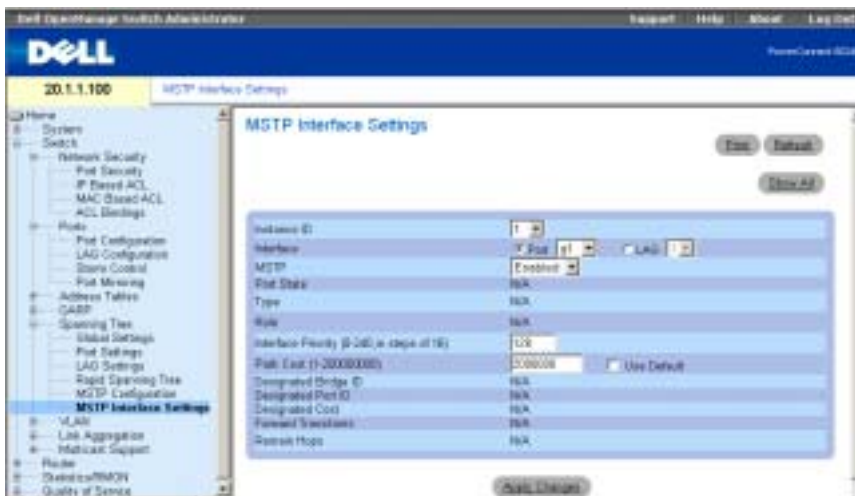 Dell OpenManage Switch Administrator
Support Help About Log Out
DELL
PowerConnect
20.1.1.100
MSTP Interface Settings
Home
System
Switch
Network Security
Port Security
IP Based ACL
MAC Based ACL
ACL Bindings
Ports
Port Configuration
LAG Configuration
Storm Control
Port Mirroring
Address Tables
GARP
Spanning Tree
Global Settings
Port Settings
LAG Settings
Rapid Spanning Tree
MSTP Configuration
MSTP Interface Settings
VLAN
Link Aggregation
Multicast Support
Router
Statistics/RMON
Quality of Service
MSTP Interface Settings
Print Refresh
Show All
Instance ID 1
Interface Port g1 LAG 1
MSTP Enabled
Port State N/A
Type N/A
Role N/A
Interface Priority (0-240,in steps of 16) 128
Path Cost (1-200000000) 2000000 Use Default
Designated Bridge ID N/A
Designated Port ID N/A
Designated Cost N/A
Forward Transitions N/A
Remain Hops N/A
Apply Changes